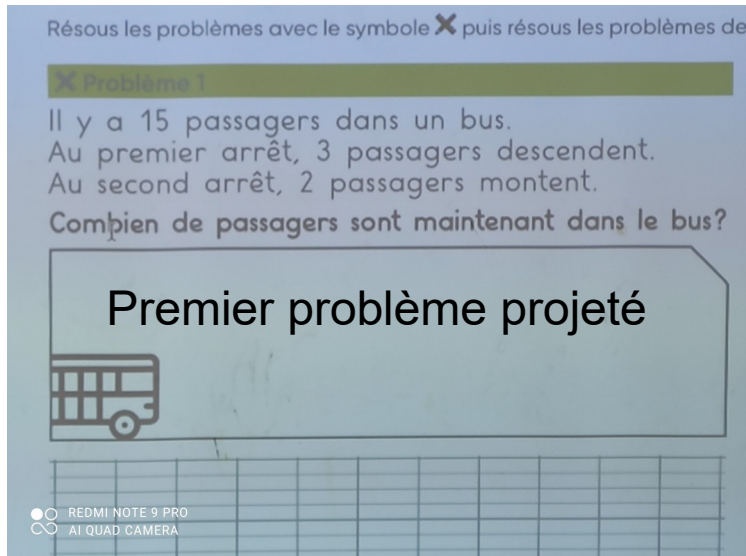 Résous les problèmes avec le symbole ✗ puis résous les problèmes de
✗ Problème 1
Il y a 15 passagers dans un bus.
Au premier arrêt, 3 passagers descendent.
Au second arrêt, 2 passagers montent.
Combien de passagers sont maintenant dans le bus?
Premier problème projeté
REDMI NOTE 9 PRO
AI QUAD CAMERA